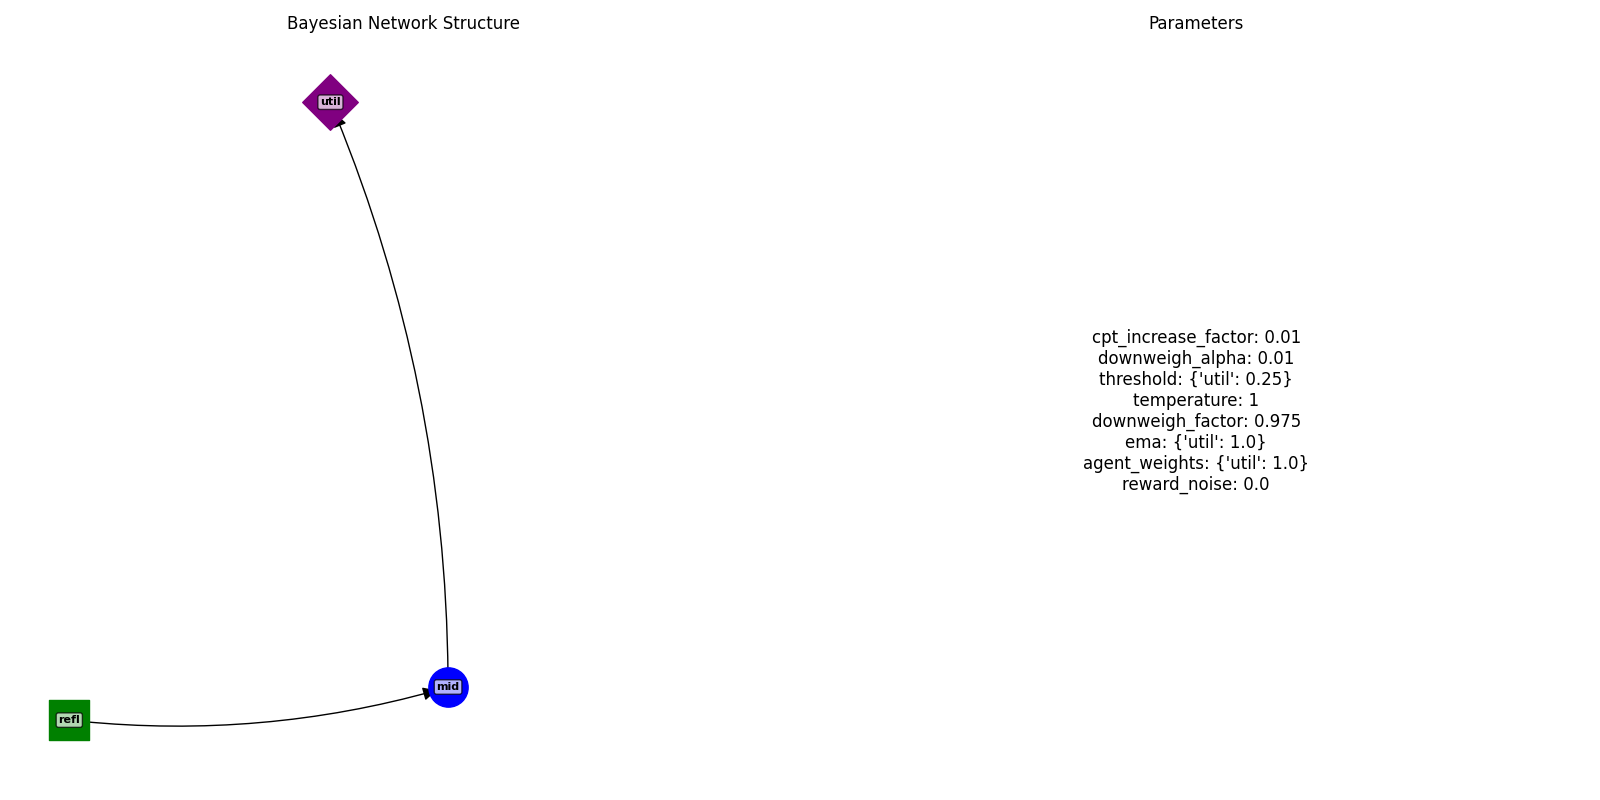 Bayesian Network Structure
util
mid
refl
Parameters
cpt_increase_factor: 0.01
downweigh_alpha: 0.01
threshold: {'util': 0.25}
temperature: 1
downweigh_factor: 0.975
ema: {'util': 1.0}
agent_weights: {'util': 1.0}
reward_noise: 0.0